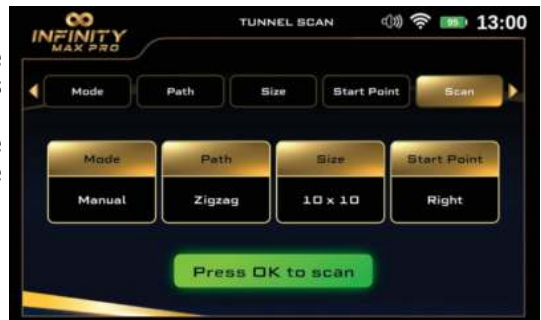 INFINITY
MAX PRO
TUNNEL SCAN
95
13:00
Mode
Path
Size
Start Point
Scan
Mode
Path
Size
Start Point
Manual
Zigzag
10 x 10
Right
Press OK to scan